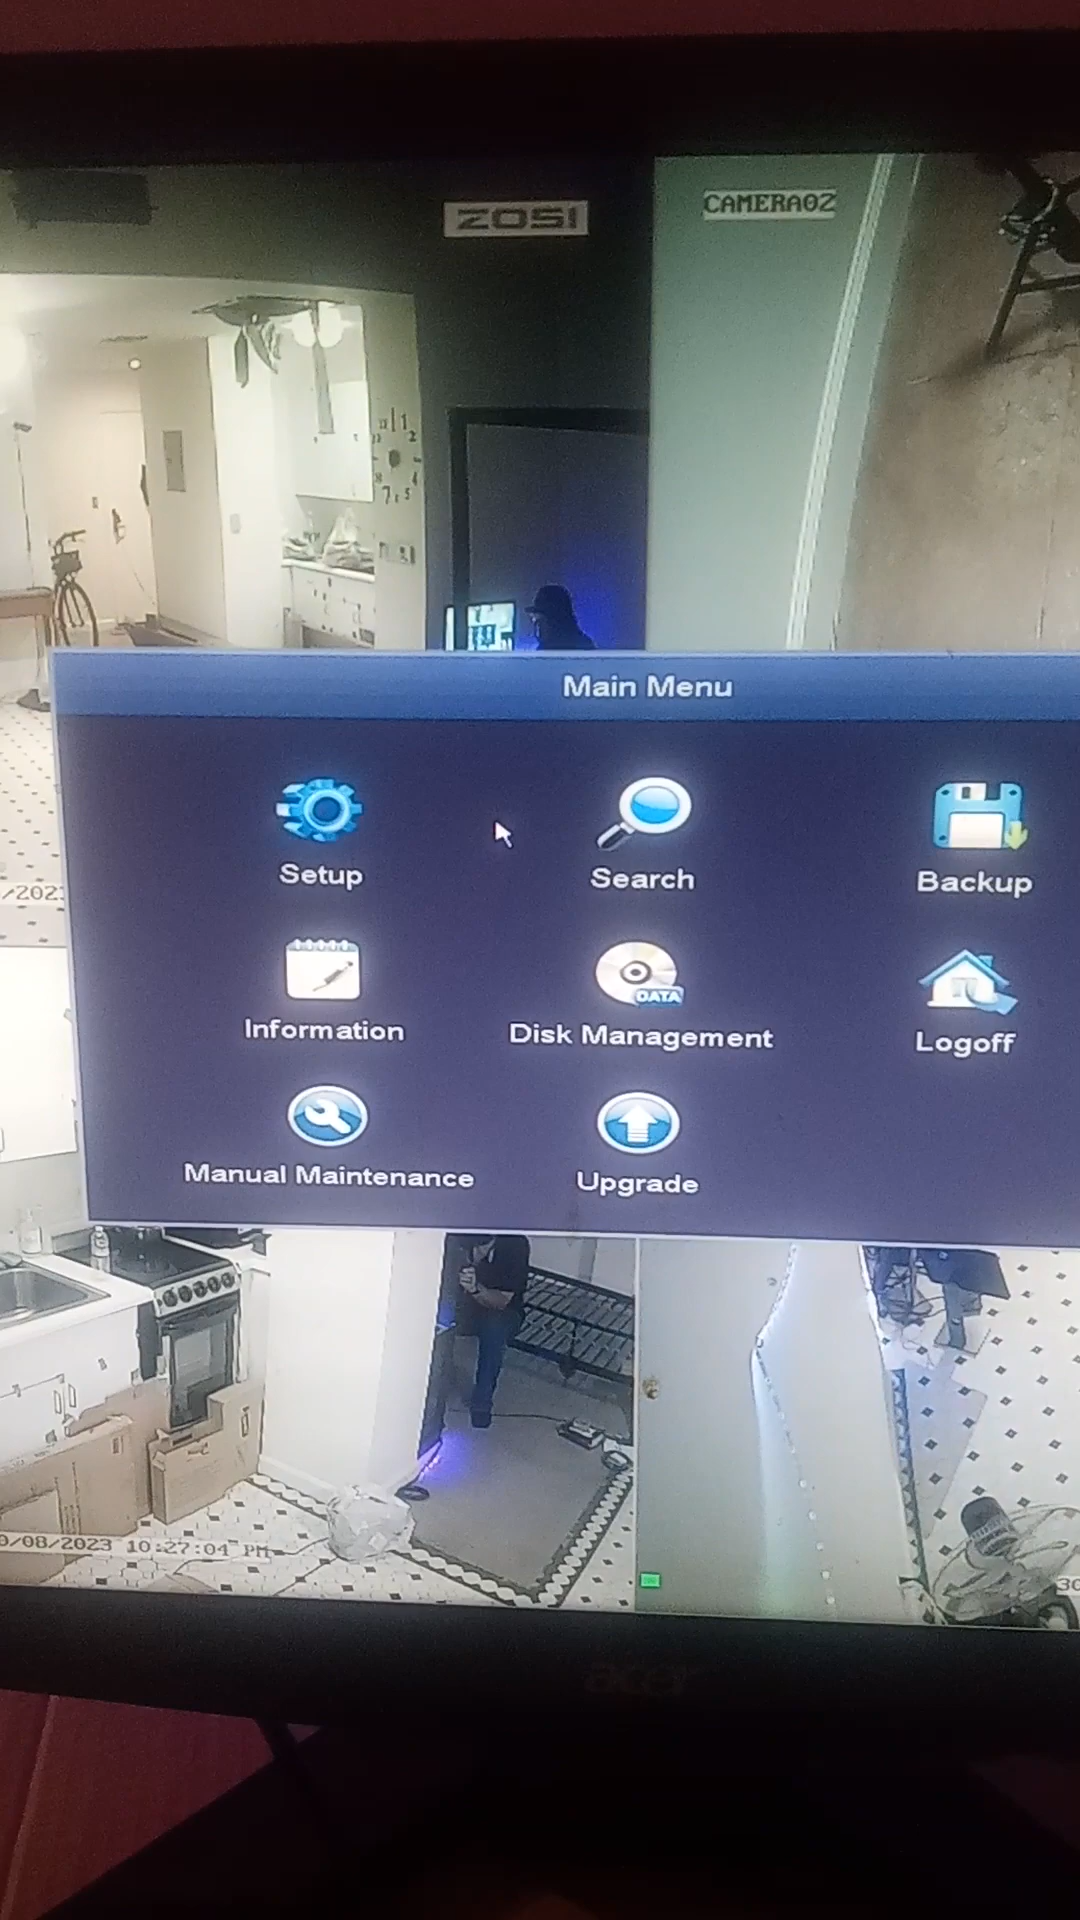 ZOSI
CAMERA02
Main Menu
Setup
Search
Backup
Information
Disk Management
Logoff
Manual Maintenance
Upgrade
/08/2023 10:27:04 PM
acer